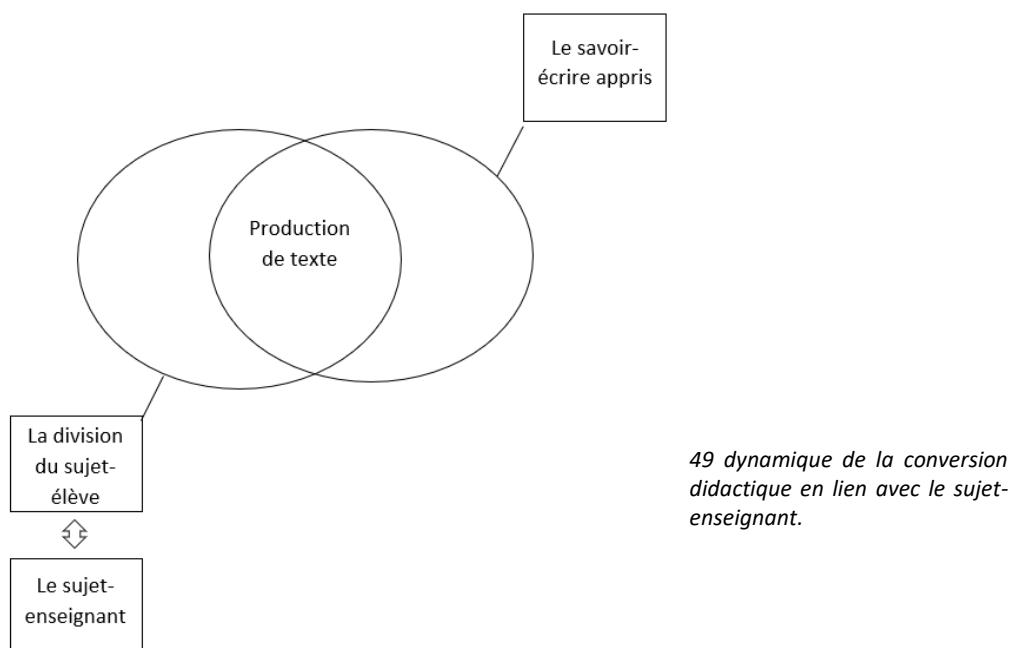 Le savoir-
écrire appris
Production
de texte
La division
du sujet-
élève
Le sujet-
enseignant
49 dynamique de la conversion
didactique en lien avec le sujet-
enseignant.